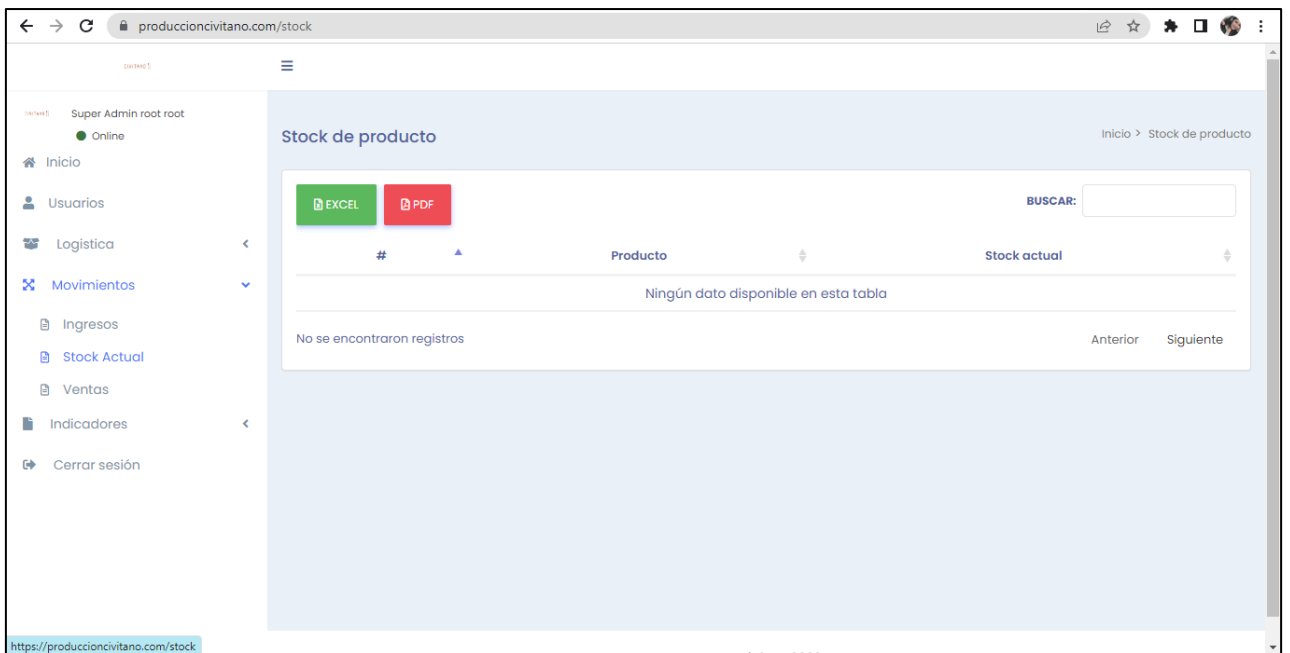 produccioncivitano.com/stock
Super Admin root root
Online
Inicio
Usuarios
Logistica
Movimientos
Ingresos
Stock Actual
Ventas
Indicadores
Cerrar sesión
Stock de producto
Inicio > Stock de producto
EXCEL PDF
BUSCAR:
# Producto Stock actual
Ningún dato disponible en esta tabla
No se encontraron registros
Anterior Siguiente
https://produccioncivitano.com/stock